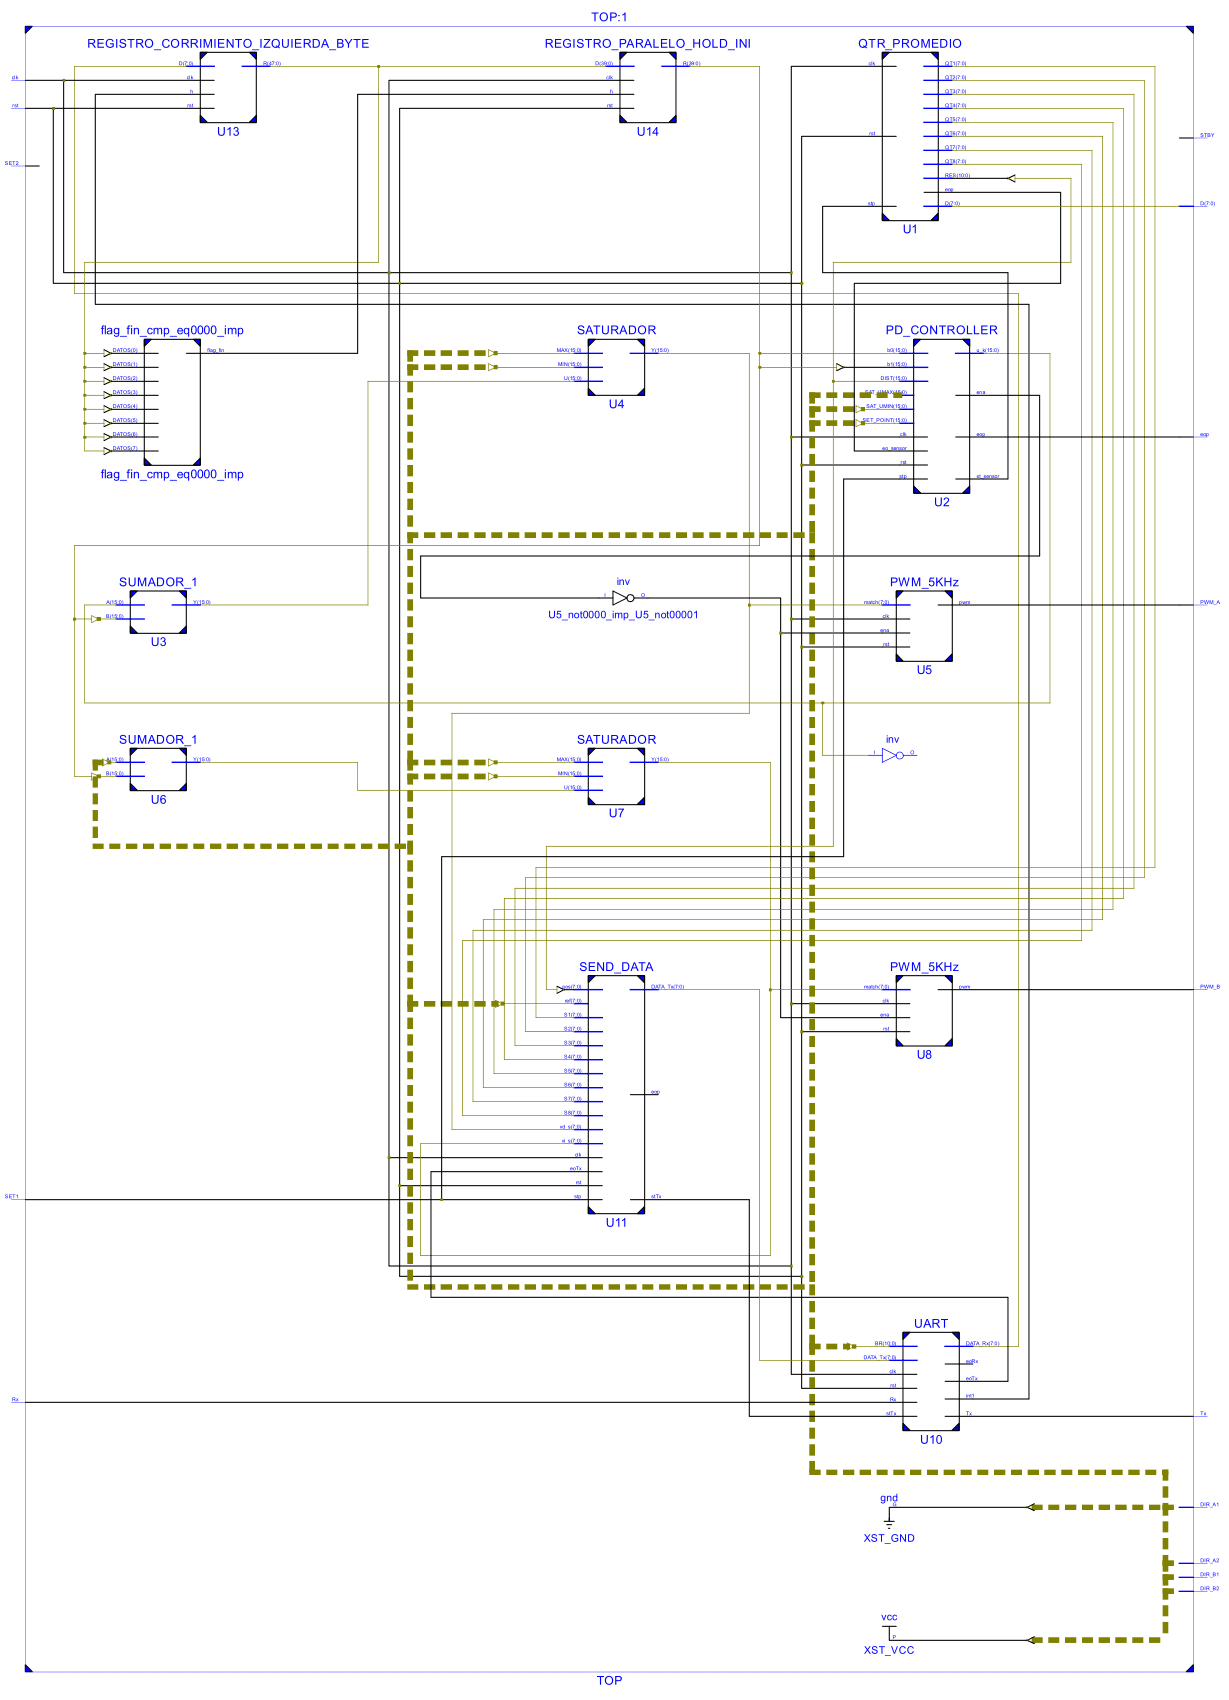 TOP:1
REGISTRO_CORRIMIENTO_IZQUIERDA_BYTE
REGISTRO_PARALELO_HOLD_INI
QTR_PROMEDIO
clk
rst
SET2
D(7:0)
clk
h
rst
R(47:0)
U13
D(39:0)
clk
h
rst
R(39:0)
U14
clk
rst
stp
QT1(7:0)
QT2(7:0)
QT3(7:0)
QT4(7:0)
QT5(7:0)
QT6(7:0)
QT7(7:0)
QT8(7:0)
RES(10:0)
eop
D(7:0)
U1
STBY
D(7:0)
flag_fin_cmp_eq0000_imp
DATOS(0)
DATOS(1)
DATOS(2)
DATOS(3)
DATOS(4)
DATOS(5)
DATOS(6)
DATOS(7)
flag_fin
flag_fin_cmp_eq0000_imp
SATURADOR
MAX(15:0)
MIN(15:0)
U(15:0)
Y(15:0)
U4
PD_CONTROLLER
b0(15:0)
b1(15:0)
DIST(15:0)
SAT_UMAX(15:0)
SAT_UMIN(15:0)
SET_POINT(15:0)
clk
eo_sensor
rst
stp
u_k(15:0)
ena
eop
st_sensor
U2
eop
SUMADOR_1
A(15:0)
B(15:0)
Y(15:0)
U3
inv
I
O
U5_not0000_imp_U5_not00001
PWM_5KHz
match(7:0)
clk
ena
rst
pwm
U5
PWM_A
SUMADOR_1
A(15:0)
B(15:0)
Y(15:0)
U6
SATURADOR
MAX(15:0)
MIN(15:0)
U(15:0)
Y(15:0)
U7
inv
I
O
SEND_DATA
pos(7:0)
ref(7:0)
S1(7:0)
S2(7:0)
S3(7:0)
S4(7:0)
S5(7:0)
S6(7:0)
S7(7:0)
S8(7:0)
vd_s(7:0)
vi_s(7:0)
clk
eoTx
rst
stp
DATA_Tx(7:0)
eop
stTx
U11
PWM_5KHz
match(7:0)
clk
ena
rst
pwm
U8
PWM_B
SET1
UART
BR(10:0)
DATA_Tx(7:0)
clk
rst
Rx
stTx
DATA_Rx(7:0)
eoRx
eoTx
int1
Tx
U10
Rx
Tx
gnd
G
XST_GND
DIR_A1
DIR_A2
DIR_B1
DIR_B2
vcc
P
XST_VCC
TOP